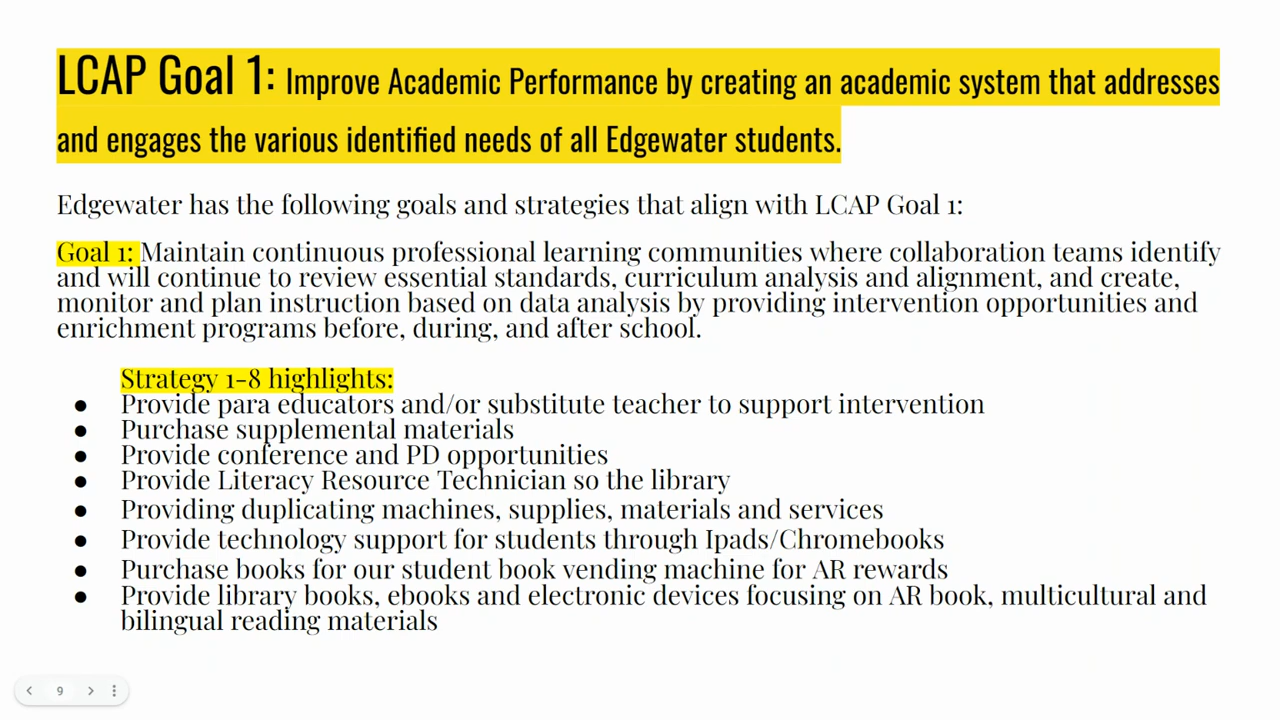 LCAP Goal 1: Improve Academic Performance by creating an academic system that addresses
and engages the various identified needs of all Edgewater students.
Edgewater has the following goals and strategies that align with LCAP Goal 1:
Goal 1: Maintain continuous professional learning communities where collaboration teams identify
and will continue to review essential standards, curriculum analysis and alignment, and create,
monitor and plan instruction based on data analysis by providing intervention opportunities and
enrichment programs before, during, and after school.
Strategy 1-8 highlights:
● Provide para educators and/or substitute teacher to support intervention
● Purchase supplemental materials
● Provide conference and PD opportunities
● Provide Literacy Resource Technician so the library
● Providing duplicating machines, supplies, materials and services
● Provide technology support for students through Ipads/Chromebooks
● Purchase books for our student book vending machine for AR rewards
● Provide library books, ebooks and electronic devices focusing on AR book, multicultural and
bilingual reading materials
9